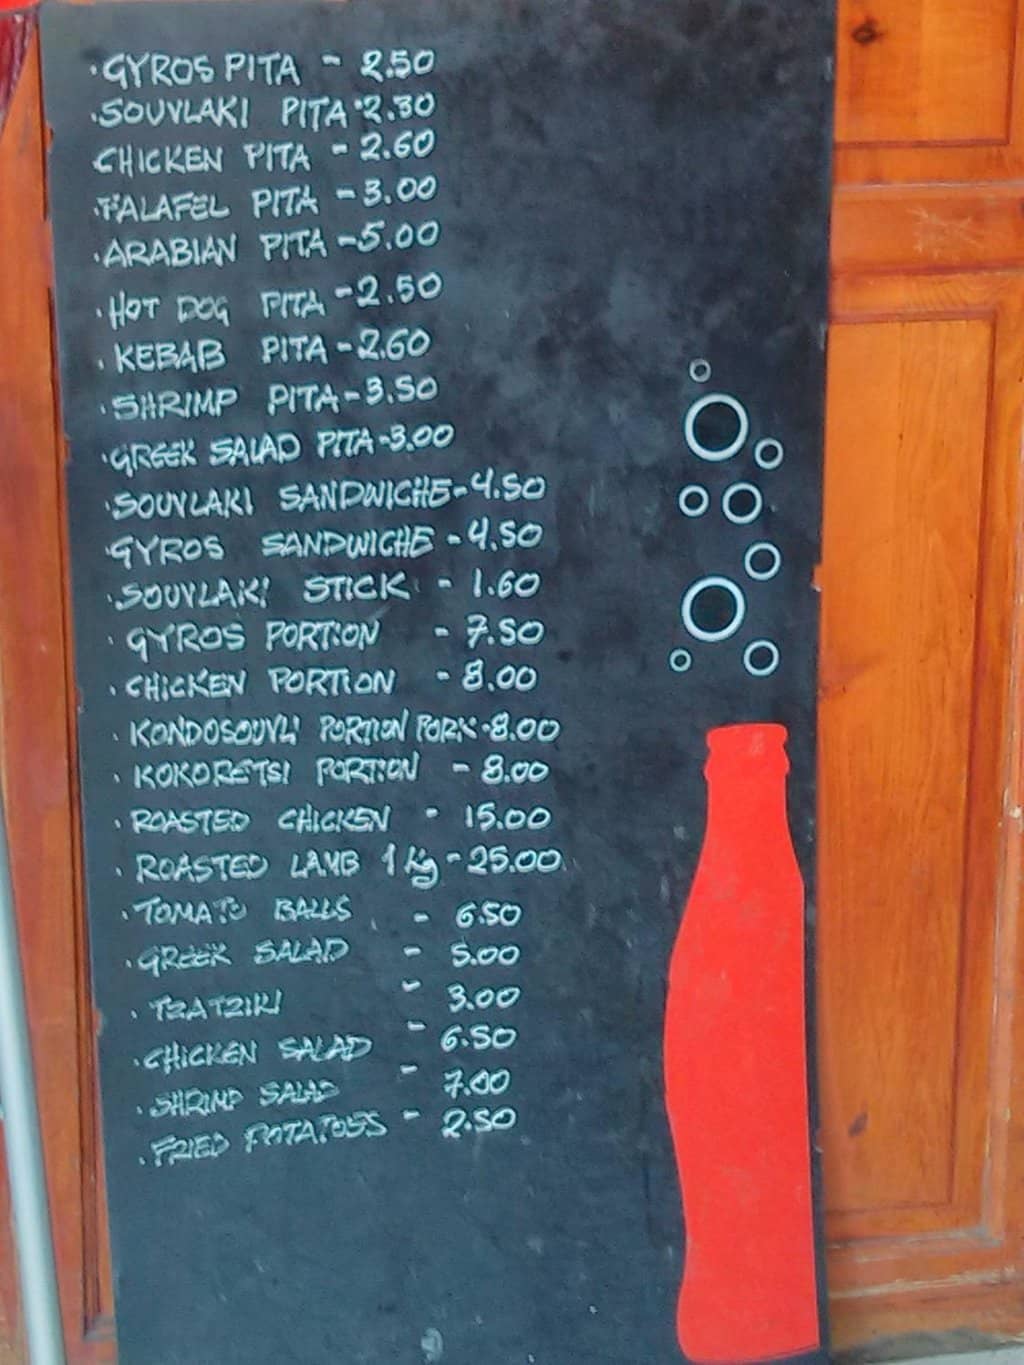 ·GYROS PITA - 2.50
·SOUVLAKI PITA·2.30
CHICKEN PITA - 2.60
·FALAFEL PITA -3.00
·ARABIAN PITA -5.00
·HOT DOG PITA -2.50
·KEBAB PITA -2.60
·SHRIMP PITA-3.50
·GREEK SALAD PITA-3.00
·SOUVLAKI SANDWICHE-4.50
·GYROS SANDWICHE -4.50
·SOUVLAKI STICK - 1.60
·GYROS PORTION - 7.50
·CHICKEN PORTION -8.00
·KONDOSOUVLI PORTION PORK-8.00
·KOKORETSI PORTION - 8.00
·ROASTED CHICKEN - 15.00
·ROASTED LAMB 1 Kg -25.00
·TOMATO BALLS - 6.50
·GREEK SALAD - 5.00
·TZATZIKI - 3.00
·CHICKEN SALAD - 6.50
·SHRIMP SALAD - 7.00
·FRIED POTATOES - 2.50